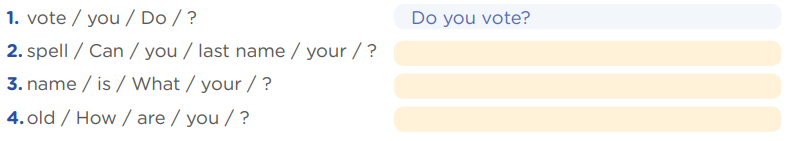 1. vote / you / Do / ? Do you vote?
2. spell / Can / you / last name / your / ?
3. name / is / What / your / ?
4. old / How / are / you / ?